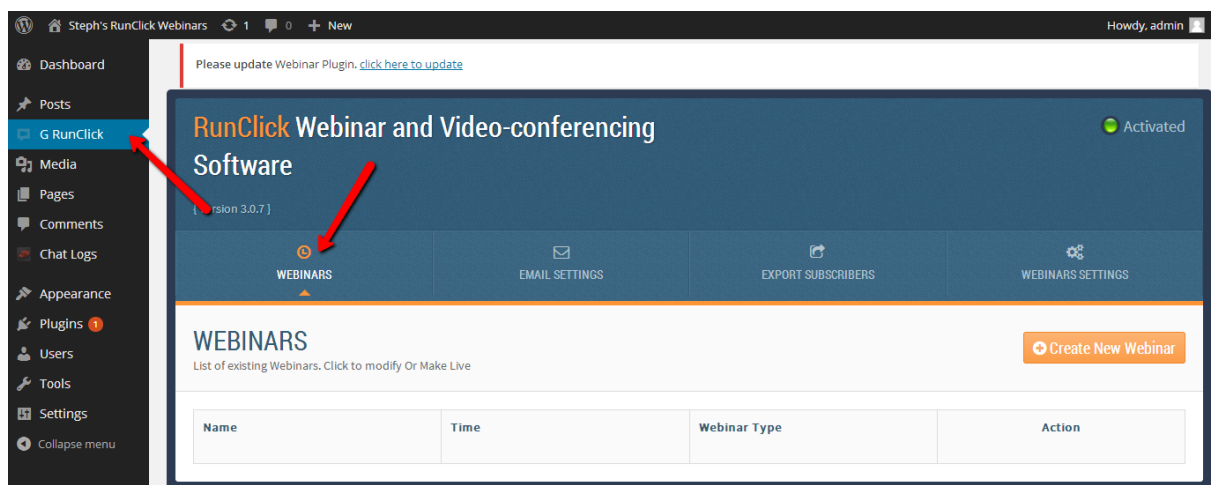 Steph's RunClick Webinars 1 0 + New Howdy, admin
Dashboard
Posts
G RunClick
Media
Pages
Comments
Chat Logs
Appearance
Plugins 1
Users
Tools
Settings
Collapse menu
Please update Webinar Plugin. click here to update
RunClick Webinar and Video-conferencing
Software
Activated
{ Version 3.0.7 }
WEBINARS EMAIL SETTINGS EXPORT SUBSCRIBERS WEBINARS SETTINGS
WEBINARS
List of existing Webinars. Click to modify Or Make Live
Create New Webinar
Name Time Webinar Type Action